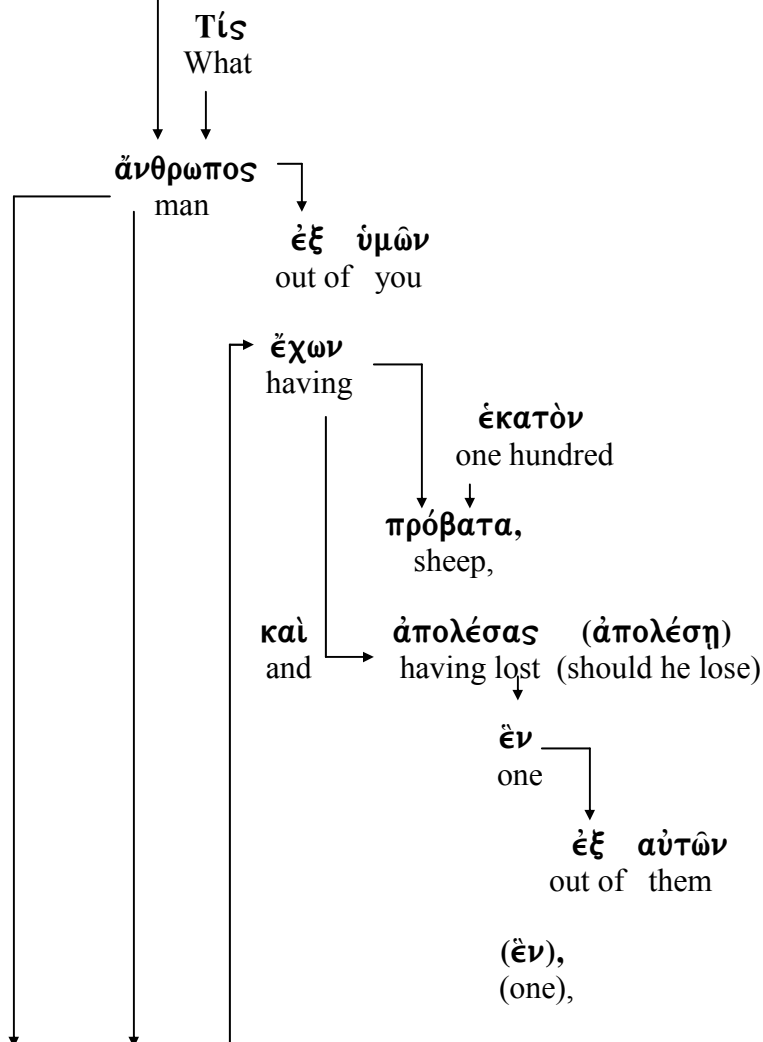 Τίς
What
ἄνθρωπος
man
ἐξ ὑμῶν
out of you
ἔχων
having
ἑκατὸν
one hundred
πρόβατα,
sheep,
καὶ ἀπολέσας (ἀπολέσῃ)
and having lost (should he lose)
ἓν
one
ἐξ αὐτῶν
out of them
(ἓν),
(one),